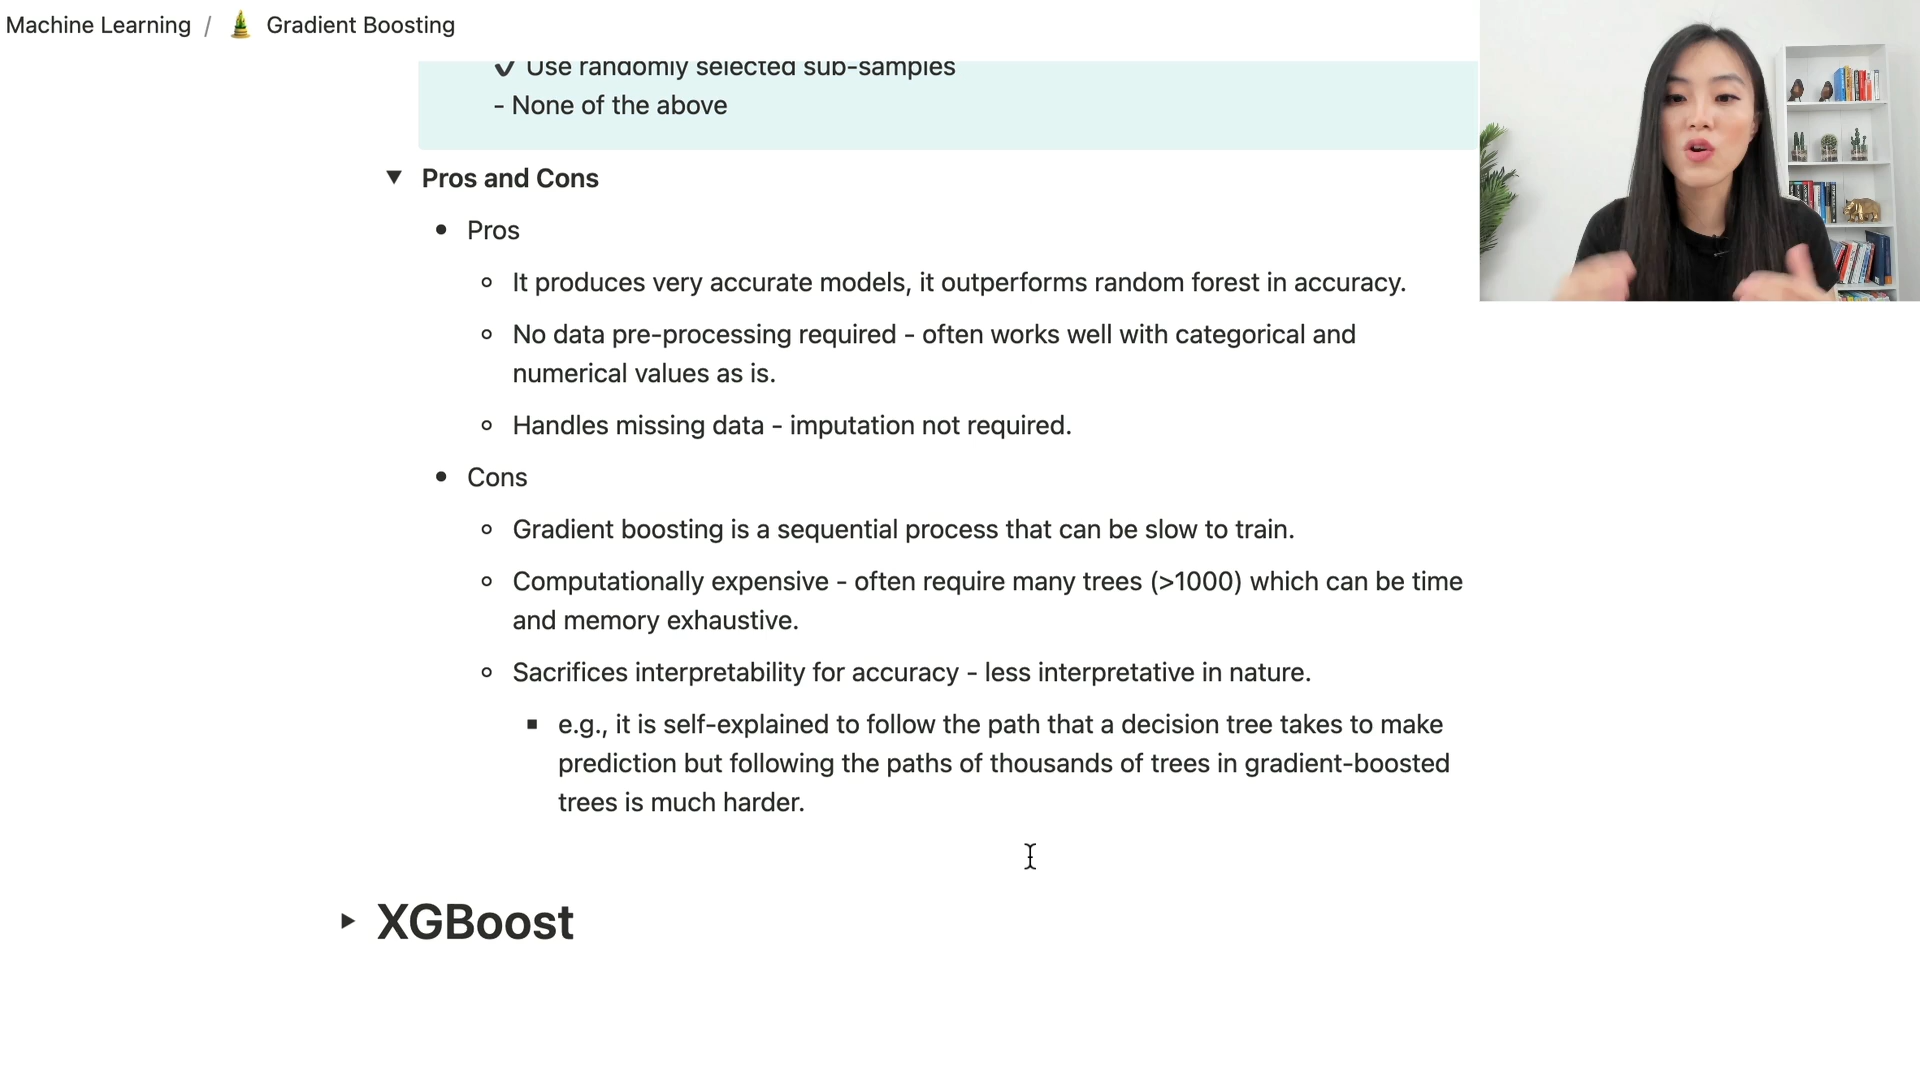 Machine Learning / Gradient Boosting
✓ Use randomly selected sub-samples
- None of the above
▼ Pros and Cons
• Pros
◦ It produces very accurate models, it outperforms random forest in accuracy.
◦ No data pre-processing required - often works well with categorical and
numerical values as is.
◦ Handles missing data - imputation not required.
• Cons
◦ Gradient boosting is a sequential process that can be slow to train.
◦ Computationally expensive - often require many trees (>1000) which can be time
and memory exhaustive.
◦ Sacrifices interpretability for accuracy - less interpretative in nature.
▪ e.g., it is self-explained to follow the path that a decision tree takes to make
prediction but following the paths of thousands of trees in gradient-boosted
trees is much harder.
▶ XGBoost